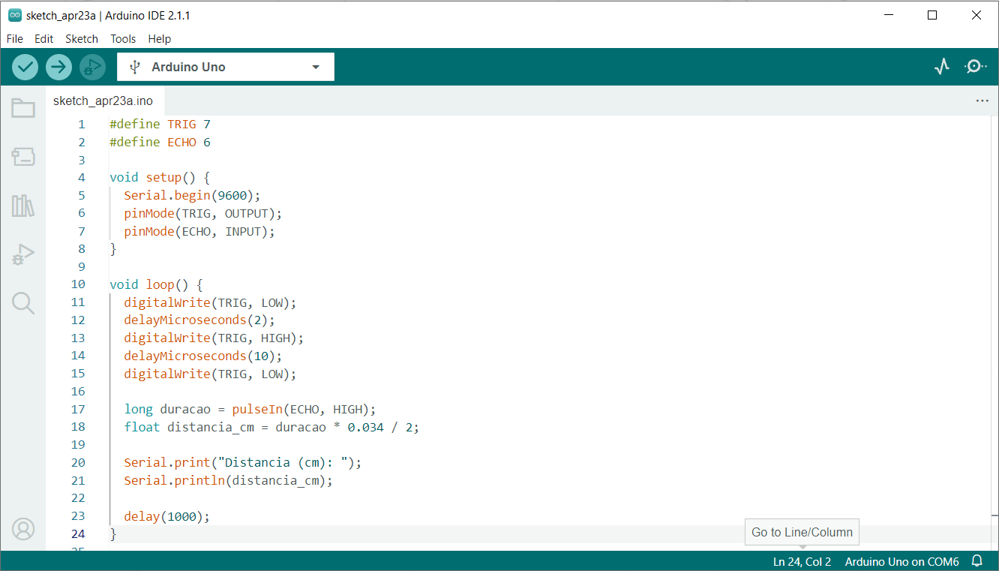 sketch_apr23a | Arduino IDE 2.1.1
File Edit Sketch Tools Help
Arduino Uno
sketch_apr23a.ino
1 #define TRIG 7
2 #define ECHO 6
3
4 void setup() {
5 Serial.begin(9600);
6 pinMode(TRIG, OUTPUT);
7 pinMode(ECHO, INPUT);
8 }
9
10 void loop() {
11 digitalWrite(TRIG, LOW);
12 delayMicroseconds(2);
13 digitalWrite(TRIG, HIGH);
14 delayMicroseconds(10);
15 digitalWrite(TRIG, LOW);
16
17 long duracao = pulseIn(ECHO, HIGH);
18 float distancia_cm = duracao * 0.034 / 2;
19
20 Serial.print("Distancia (cm): ");
21 Serial.println(distancia_cm);
22
23 delay(1000);
24 }
25
Go to Line/Column
Ln 24, Col 2 Arduino Uno on COM6